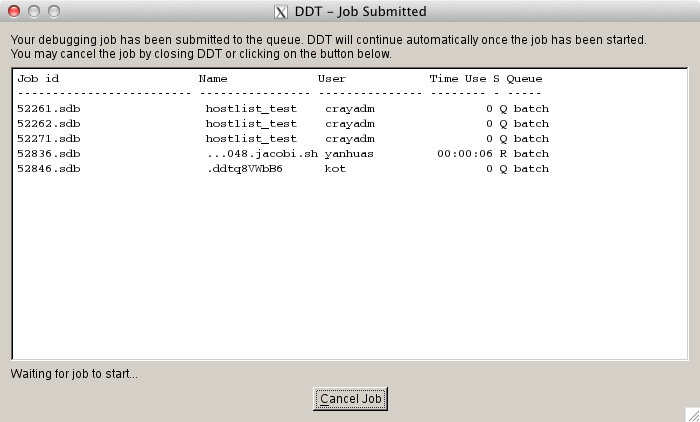 DDT - Job Submitted
Your debugging job has been submitted to the queue. DDT will continue automatically once the job has been started.
You may cancel the job by closing DDT or clicking on the button below.
Job id                    Name             User            Time Use S Queue
------------------------- ---------------- --------------- -------- - -----
52261.sdb                  hostlist_test    crayadm                0 Q batch
52262.sdb                  hostlist_test    crayadm                0 Q batch
52271.sdb                  hostlist_test    crayadm                0 Q batch
52836.sdb                  ...048.jacobi.sh yanhuas         00:00:06 R batch
52846.sdb                  .ddtq8VWbB6      kot                    0 Q batch
Waiting for job to start...
Cancel Job